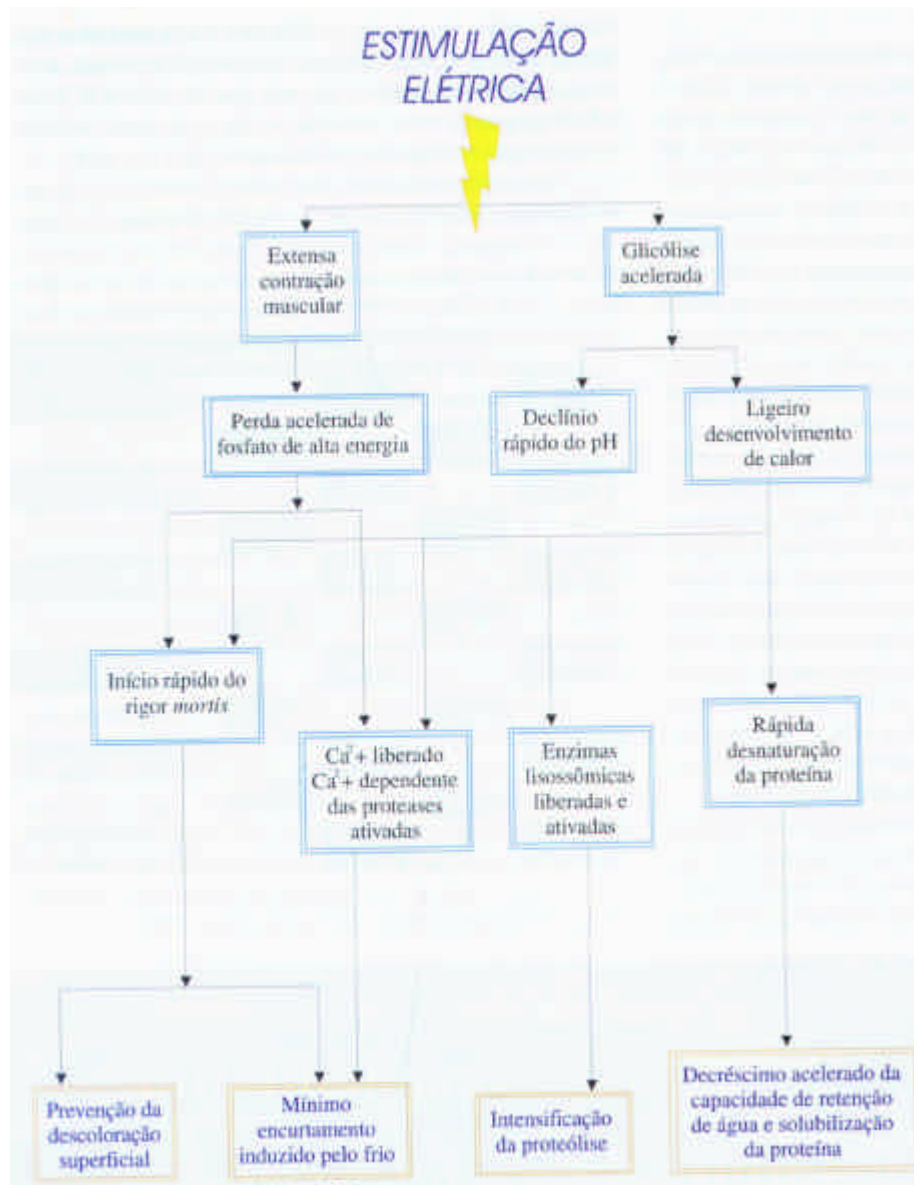 ESTIMULAÇÃO
ELÉTRICA
Extensa
contração
muscular
Glicólise
acelerada
Perda acelerada de
fosfato de alta energia
Declínio
rápido do pH
Ligeiro
desenvolvimento
de calor
Início rápido do
rigor mortis
Ca²+ liberado
Ca²+ dependente
das proteases
ativadas
Enzimas
lisossômicas
liberadas e
ativadas
Rápida
desnaturação
da proteína
Prevenção da
descoloração
superficial
Mínimo
encurtamento
induzido pelo frio
Intensificação
da proteólise
Decréscimo acelerado da
capacidade de retenção
de água e solubilização
da proteína